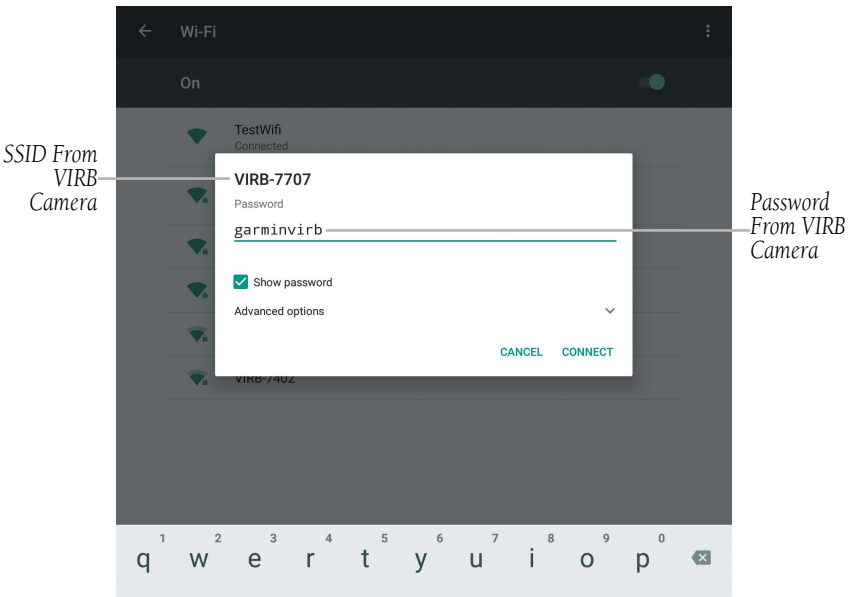 Wi-Fi
On
TestWifi
Connected
SSID From
VIRB
Camera
VIRB-7707
Password
garminvirb
Password
From VIRB
Camera
Show password
Advanced options
CANCEL CONNECT
VIRB-7402
1 2 3 4 5 6 7 8 9 0
q w e r t y u i o p